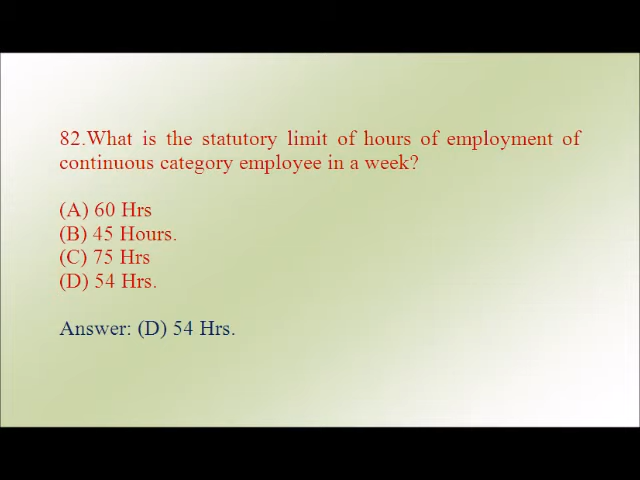 82.What is the statutory limit of hours of employment of
continuous category employee in a week?
(A) 60 Hrs
(B) 45 Hours.
(C) 75 Hrs
(D) 54 Hrs.
Answer: (D) 54 Hrs.